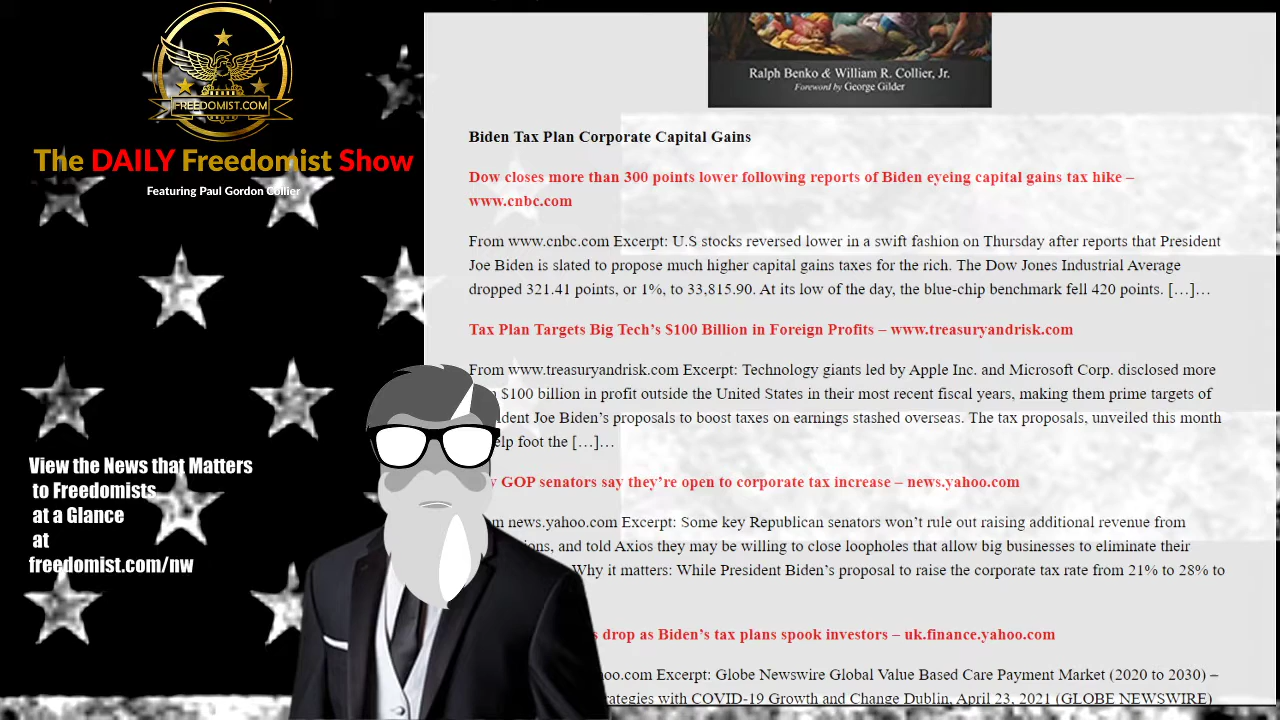 FREEDOMIST.COM
The DAILY Freedomist Show
Featuring Paul Gordon Collier
View the News that Matters
to Freedomists
at a Glance
at
freedomist.com/nw
Ralph Benko & William R. Collier, Jr.
Foreword by George Gilder
Biden Tax Plan Corporate Capital Gains
Dow closes more than 300 points lower following reports of Biden eyeing capital gains tax hike –
www.cnbc.com
From www.cnbc.com Excerpt: U.S stocks reversed lower in a swift fashion on Thursday after reports that President
Joe Biden is slated to propose much higher capital gains taxes for the rich. The Dow Jones Industrial Average
dropped 321.41 points, or 1%, to 33,815.90. At its low of the day, the blue-chip benchmark fell 420 points. […]…
Tax Plan Targets Big Tech’s $100 Billion in Foreign Profits – www.treasuryandrisk.com
From www.treasuryandrisk.com Excerpt: Technology giants led by Apple Inc. and Microsoft Corp. disclosed more
$100 billion in profit outside the United States in their most recent fiscal years, making them prime targets of
Joe Biden’s proposals to boost taxes on earnings stashed overseas. The tax proposals, unveiled this month
foot the […]…
GOP senators say they’re open to corporate tax increase – news.yahoo.com
news.yahoo.com Excerpt: Some key Republican senators won’t rule out raising additional revenue from
and told Axios they may be willing to close loopholes that allow big businesses to eliminate their
Why it matters: While President Biden’s proposal to raise the corporate tax rate from 21% to 28% to
drop as Biden’s tax plans spook investors – uk.finance.yahoo.com
Excerpt: Globe Newswire Global Value Based Care Payment Market (2020 to 2030) –
with COVID-19 Growth and Change Dublin, April 23, 2021 (GLOBE NEWSWIRE)